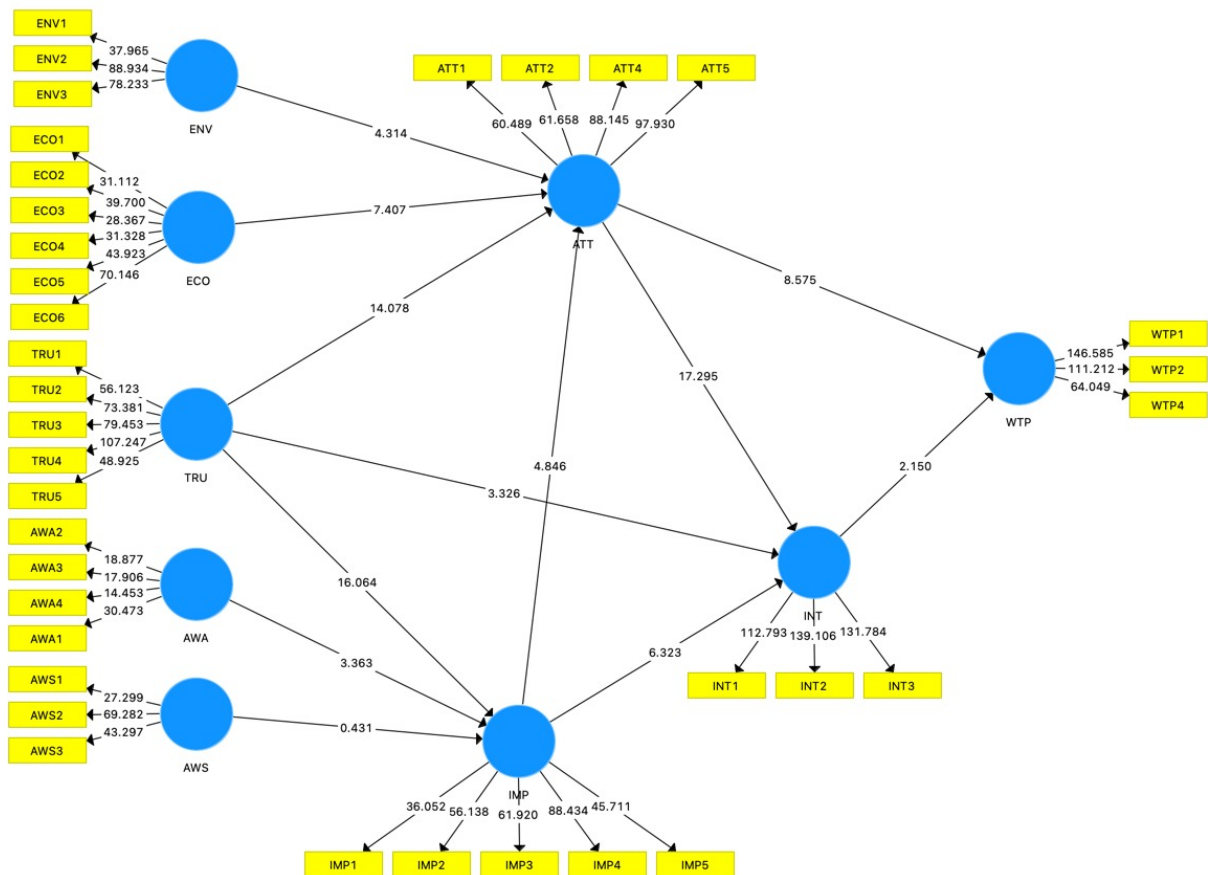 ENV1
ENV2
ENV3
37.965
88.934
78.233
ENV
ECO1
ECO2
ECO3
ECO4
ECO5
ECO6
31.112
39.700
28.367
31.328
43.923
70.146
ECO
TRU1
TRU2
TRU3
TRU4
TRU5
56.123
73.381
79.453
107.247
48.925
TRU
AWA2
AWA3
AWA4
AWA1
18.877
17.906
14.453
30.473
AWA
AWS1
AWS2
AWS3
27.299
69.282
43.297
AWS
4.314
7.407
14.078
3.326
16.064
3.363
0.431
ATT1
ATT2
ATT4
ATT5
60.489
61.658
88.145
97.930
ATT
8.575
17.295
4.846
6.323
2.150
IMP
36.052
56.138
61.920
88.434
45.711
IMP1
IMP2
IMP3
IMP4
IMP5
INT
112.793
139.106
131.784
INT1
INT2
INT3
WTP
146.585
111.212
64.049
WTP1
WTP2
WTP4